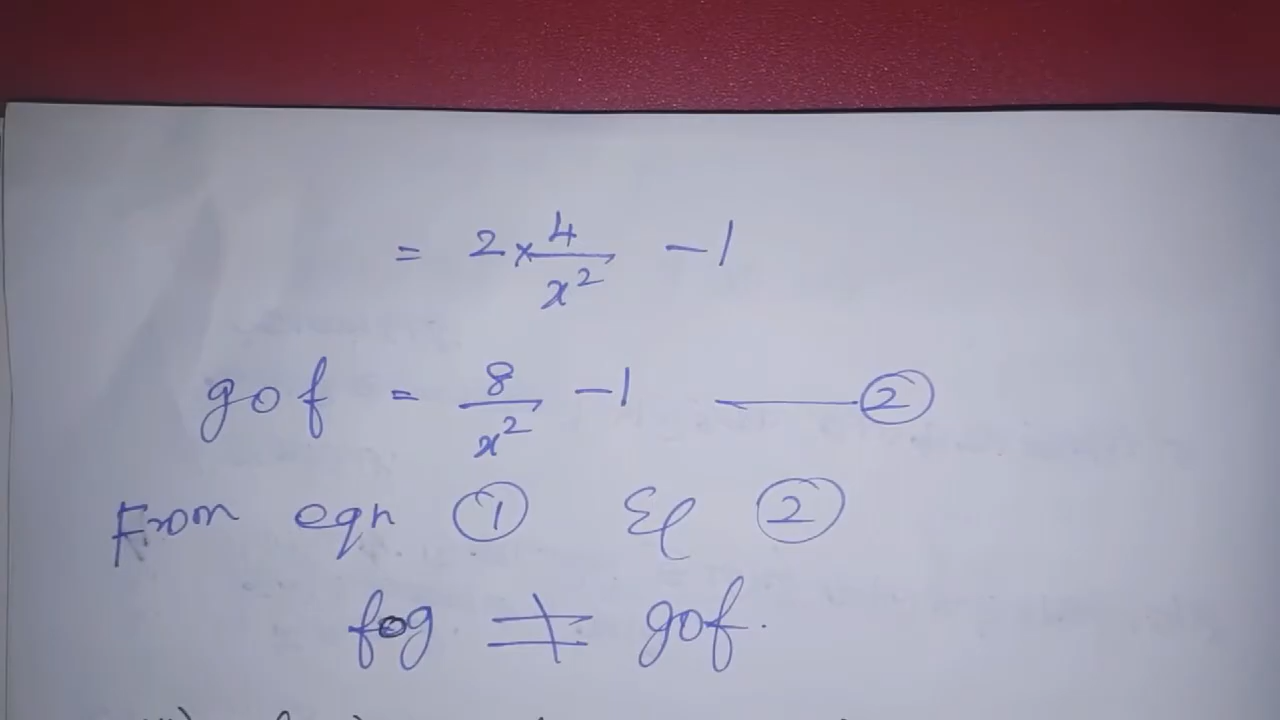 = 2 × 4/x² − 1
gof = 8/x² − 1 —— ②
From eqn ① & ②
fog ≠ gof.